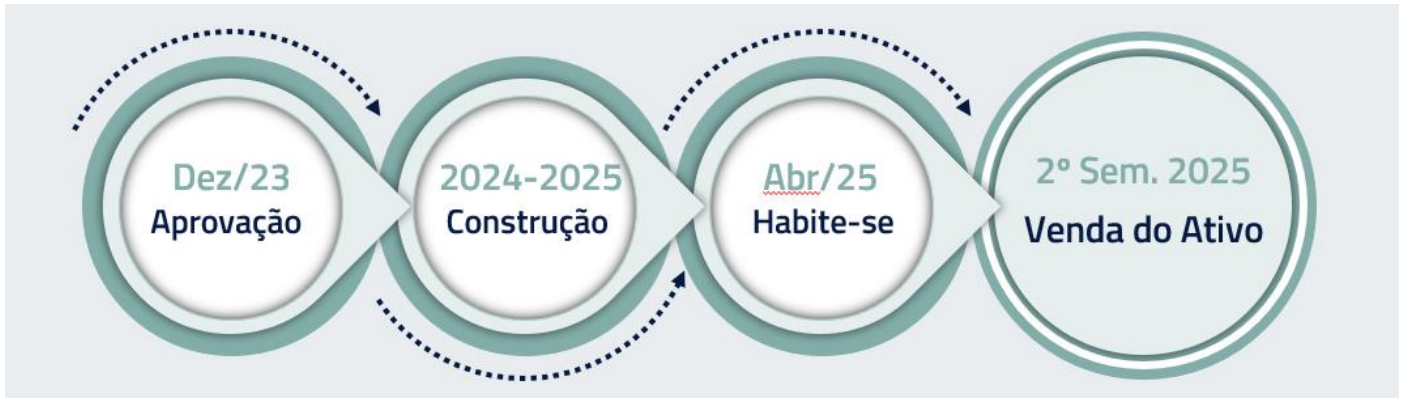 Dez/23
Aprovação
2024-2025
Construção
Abr/25
Habite-se
2º Sem. 2025
Venda do Ativo